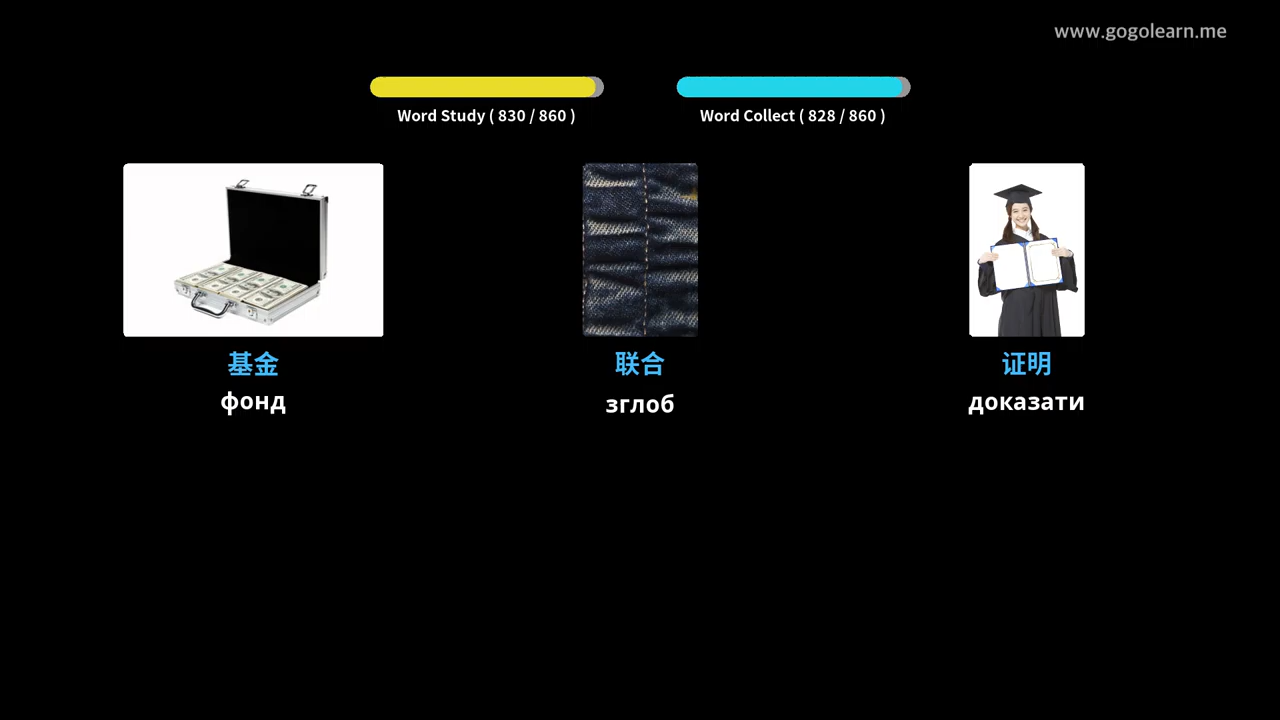 www.gogolearn.me
Word Study ( 830 / 860 )
Word Collect ( 828 / 860 )
基金
联合
证明
фонд
зглоб
доказати